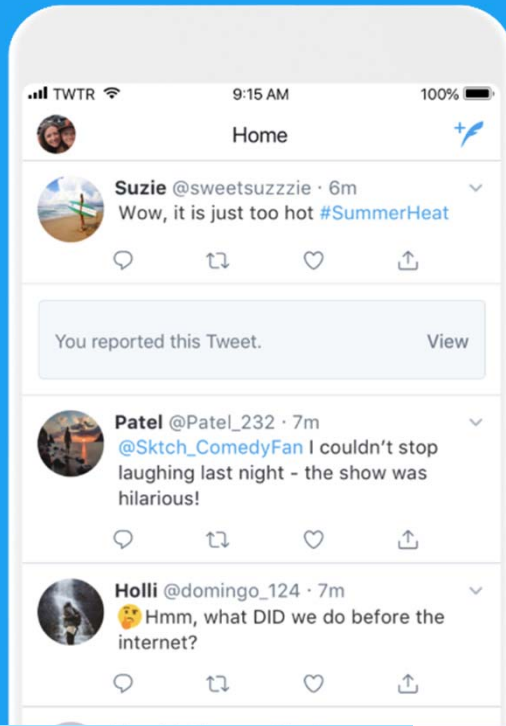 TWTR 9:15 AM 100%
Home
Suzie @sweetsuzzzie · 6m
Wow, it is just too hot #SummerHeat
You reported this Tweet. View
Patel @Patel_232 · 7m
@Sktch_ComedyFan I couldn't stop
laughing last night - the show was
hilarious!
Holli @domingo_124 · 7m
🤔Hmm, what DID we do before the
internet?